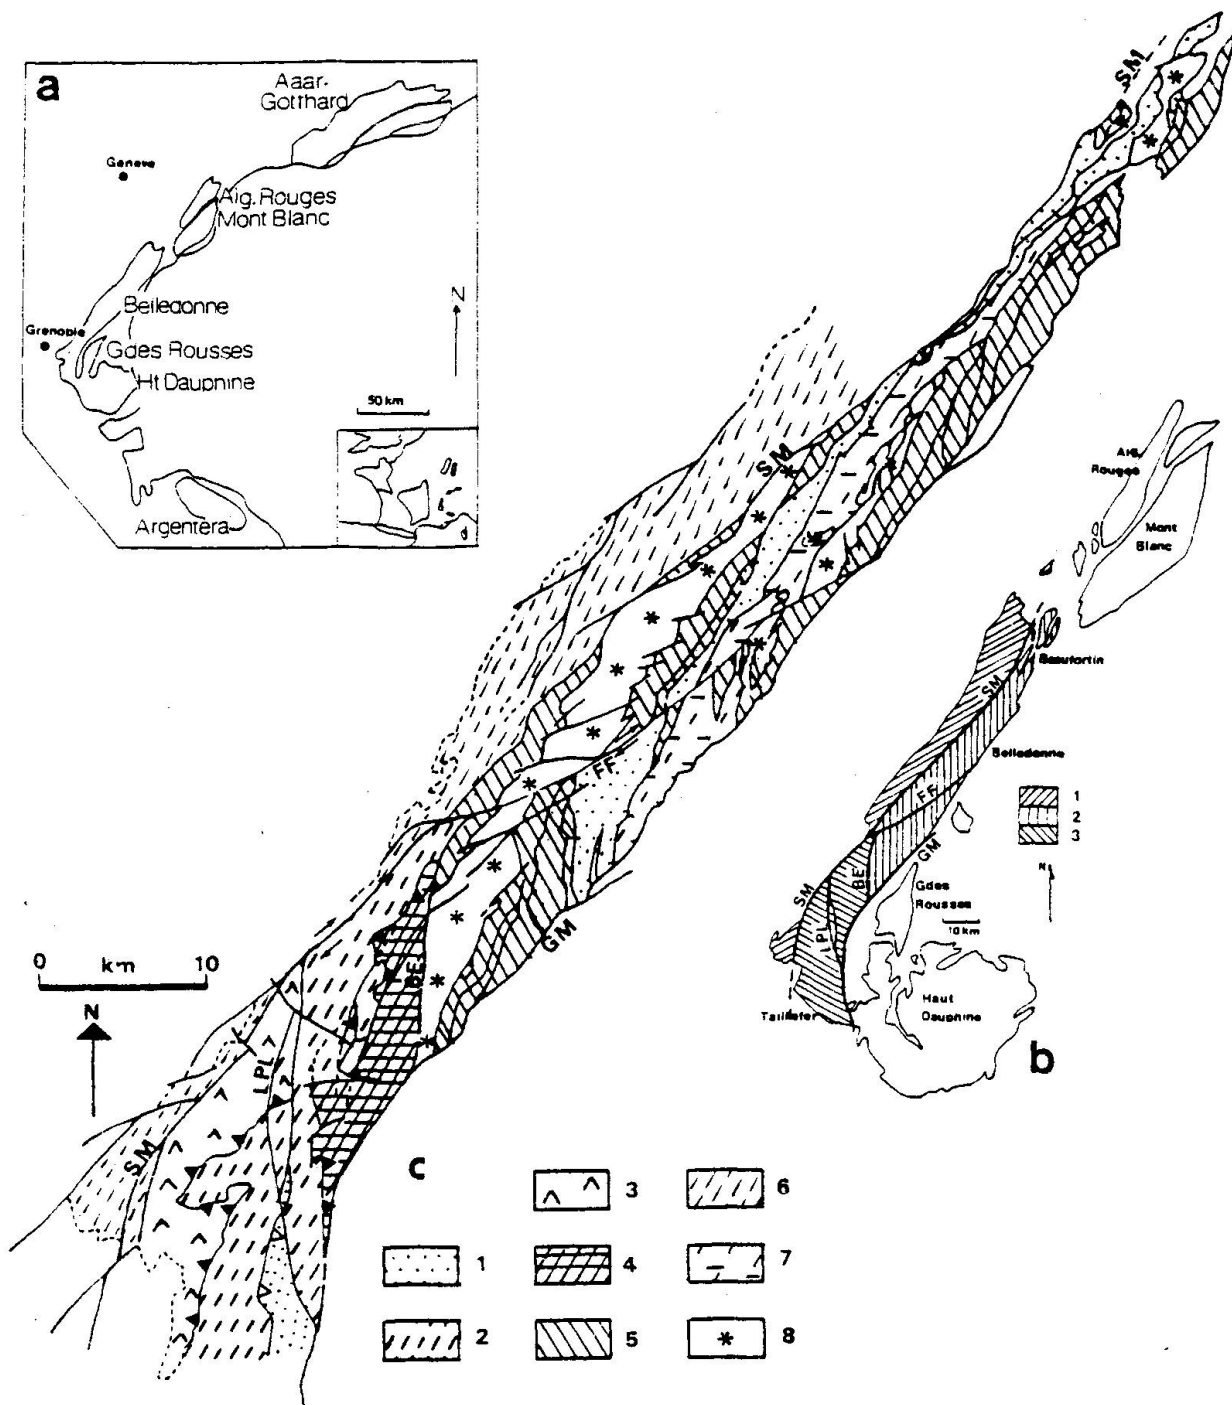 a
Aaar-
Gotthard
Geneve
Aig. Rouges
Mont Blanc
Belledonne
Grenoble
Gdes Rousses
Ht Dauphine
N
50 km
Argentera
d
SM
SM
FF
BE
GM
LPL
SM
0 km 10
N
c
1
2
3
4
5
6
7
8
Aig.
Rouges
Mont
Blanc
Beaufortin
SM
Belledonne
FF
1
2
3
GM
BE
SM
Gdes
Rousses
N
10 km
LPL
Haut
Dauphine
Taillefer
b